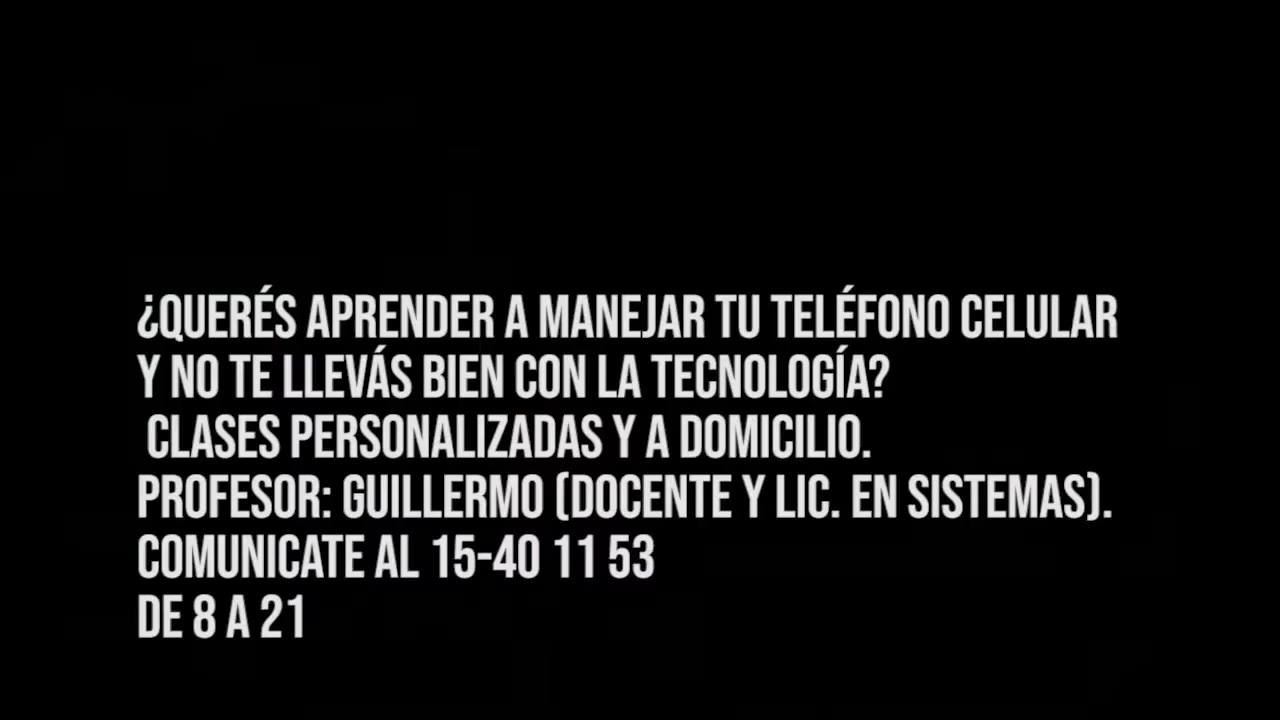 ¿QUERÉS APRENDER A MANEJAR TU TELÉFONO CELULAR
Y NO TE LLEVÁS BIEN CON LA TECNOLOGÍA?
CLASES PERSONALIZADAS Y A DOMICILIO.
PROFESOR: GUILLERMO (DOCENTE Y LIC. EN SISTEMAS).
COMUNICATE AL 15-40 11 53
DE 8 A 21